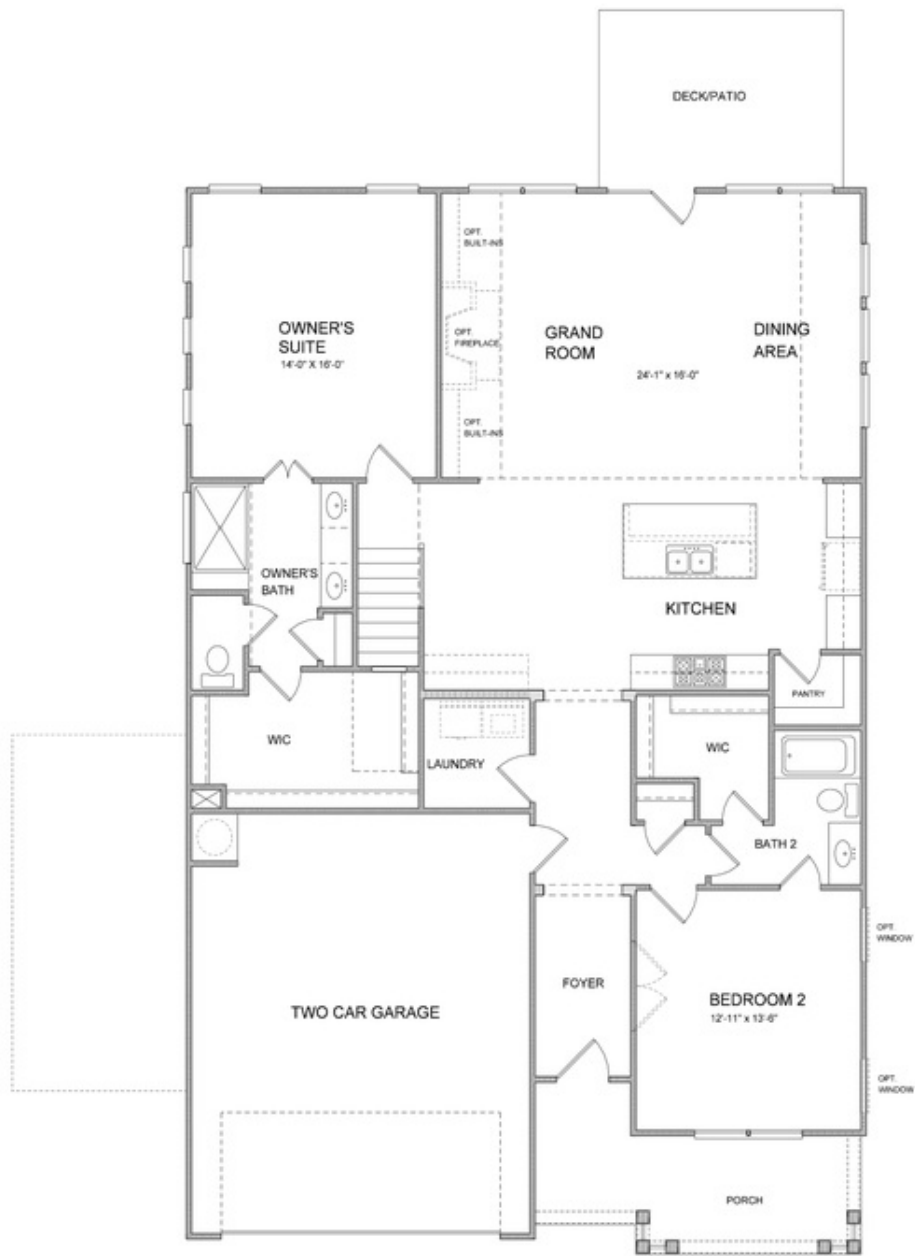 DECK/PATIO
OPT.
BUILT-INS
OWNER'S
SUITE
14'-0" X 16'-0"
OPT.
FIREPLACE
GRAND
ROOM
DINING
AREA
24'-1" x 16'-0"
OPT.
BUILT-INS
OWNER'S
BATH
KITCHEN
PANTRY
WIC
LAUNDRY
WIC
BATH 2
OPT.
WINDOW
FOYER
BEDROOM 2
12'-11" x 13'-6"
TWO CAR GARAGE
OPT.
WINDOW
PORCH